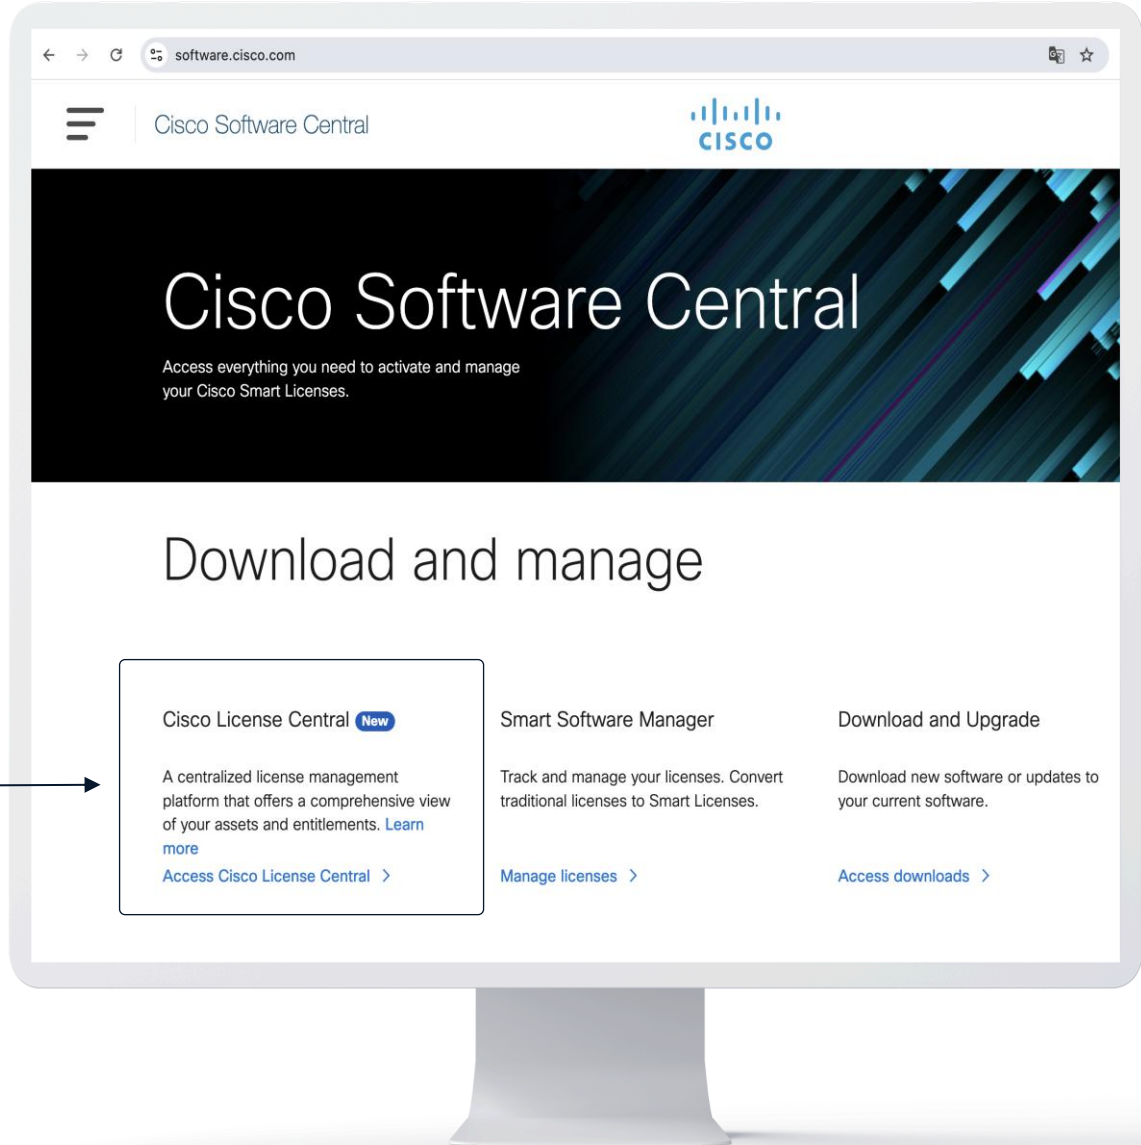 software.cisco.com
Cisco Software Central
CISCO
Cisco Software Central
Access everything you need to activate and manage
your Cisco Smart Licenses.
Download and manage
Cisco License Central New
A centralized license management
platform that offers a comprehensive view
of your assets and entitlements. Learn
more
Access Cisco License Central >
Smart Software Manager
Track and manage your licenses. Convert
traditional licenses to Smart Licenses.
Manage licenses >
Download and Upgrade
Download new software or updates to
your current software.
Access downloads >